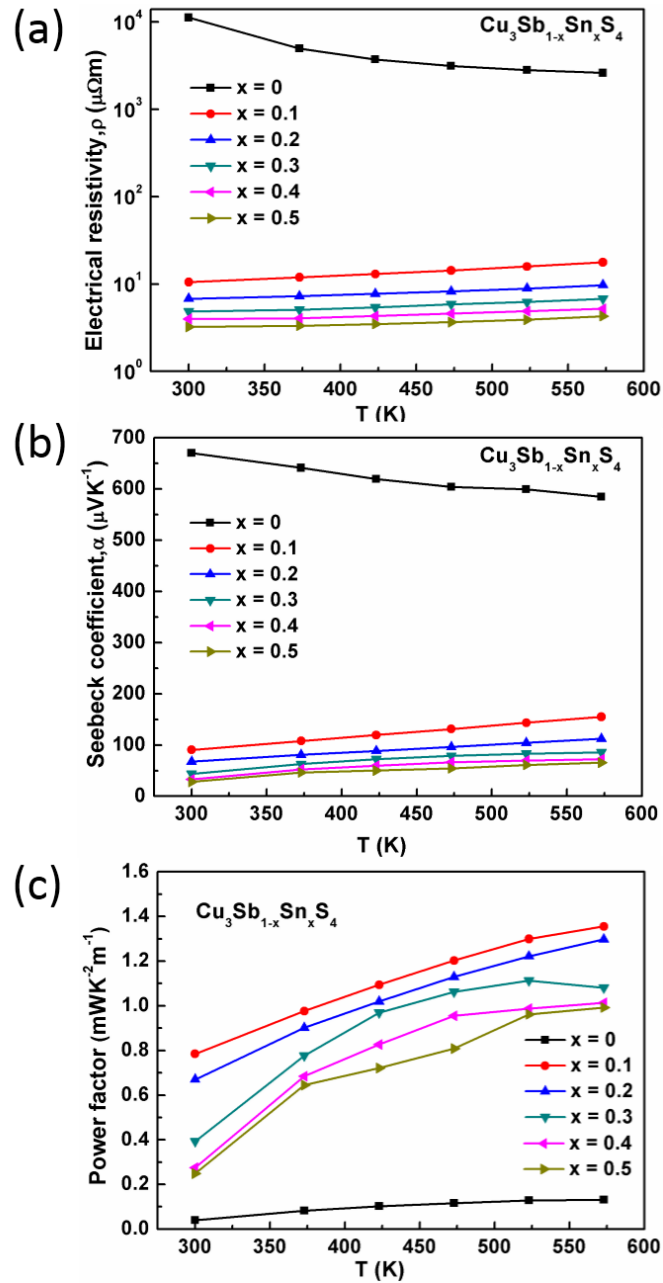 (a)
Cu3Sb1-xSnxS4
Electrical resistivity,ρ (μΩm)
10^4
10^3
10^2
10^1
10^0
x = 0
x = 0.1
x = 0.2
x = 0.3
x = 0.4
x = 0.5
300 350 400 450 500 550 600
T (K)
(b)
Cu3Sb1-xSnxS4
Seebeck coefficient,α (μVK^-1)
700
600
500
400
300
200
100
0
x = 0
x = 0.1
x = 0.2
x = 0.3
x = 0.4
x = 0.5
300 350 400 450 500 550 600
T (K)
(c)
Cu3Sb1-xSnxS4
Power factor (mWK^-2m^-1)
1.6
1.4
1.2
1.0
0.8
0.6
0.4
0.2
0.0
x = 0
x = 0.1
x = 0.2
x = 0.3
x = 0.4
x = 0.5
300 350 400 450 500 550 600
T (K)